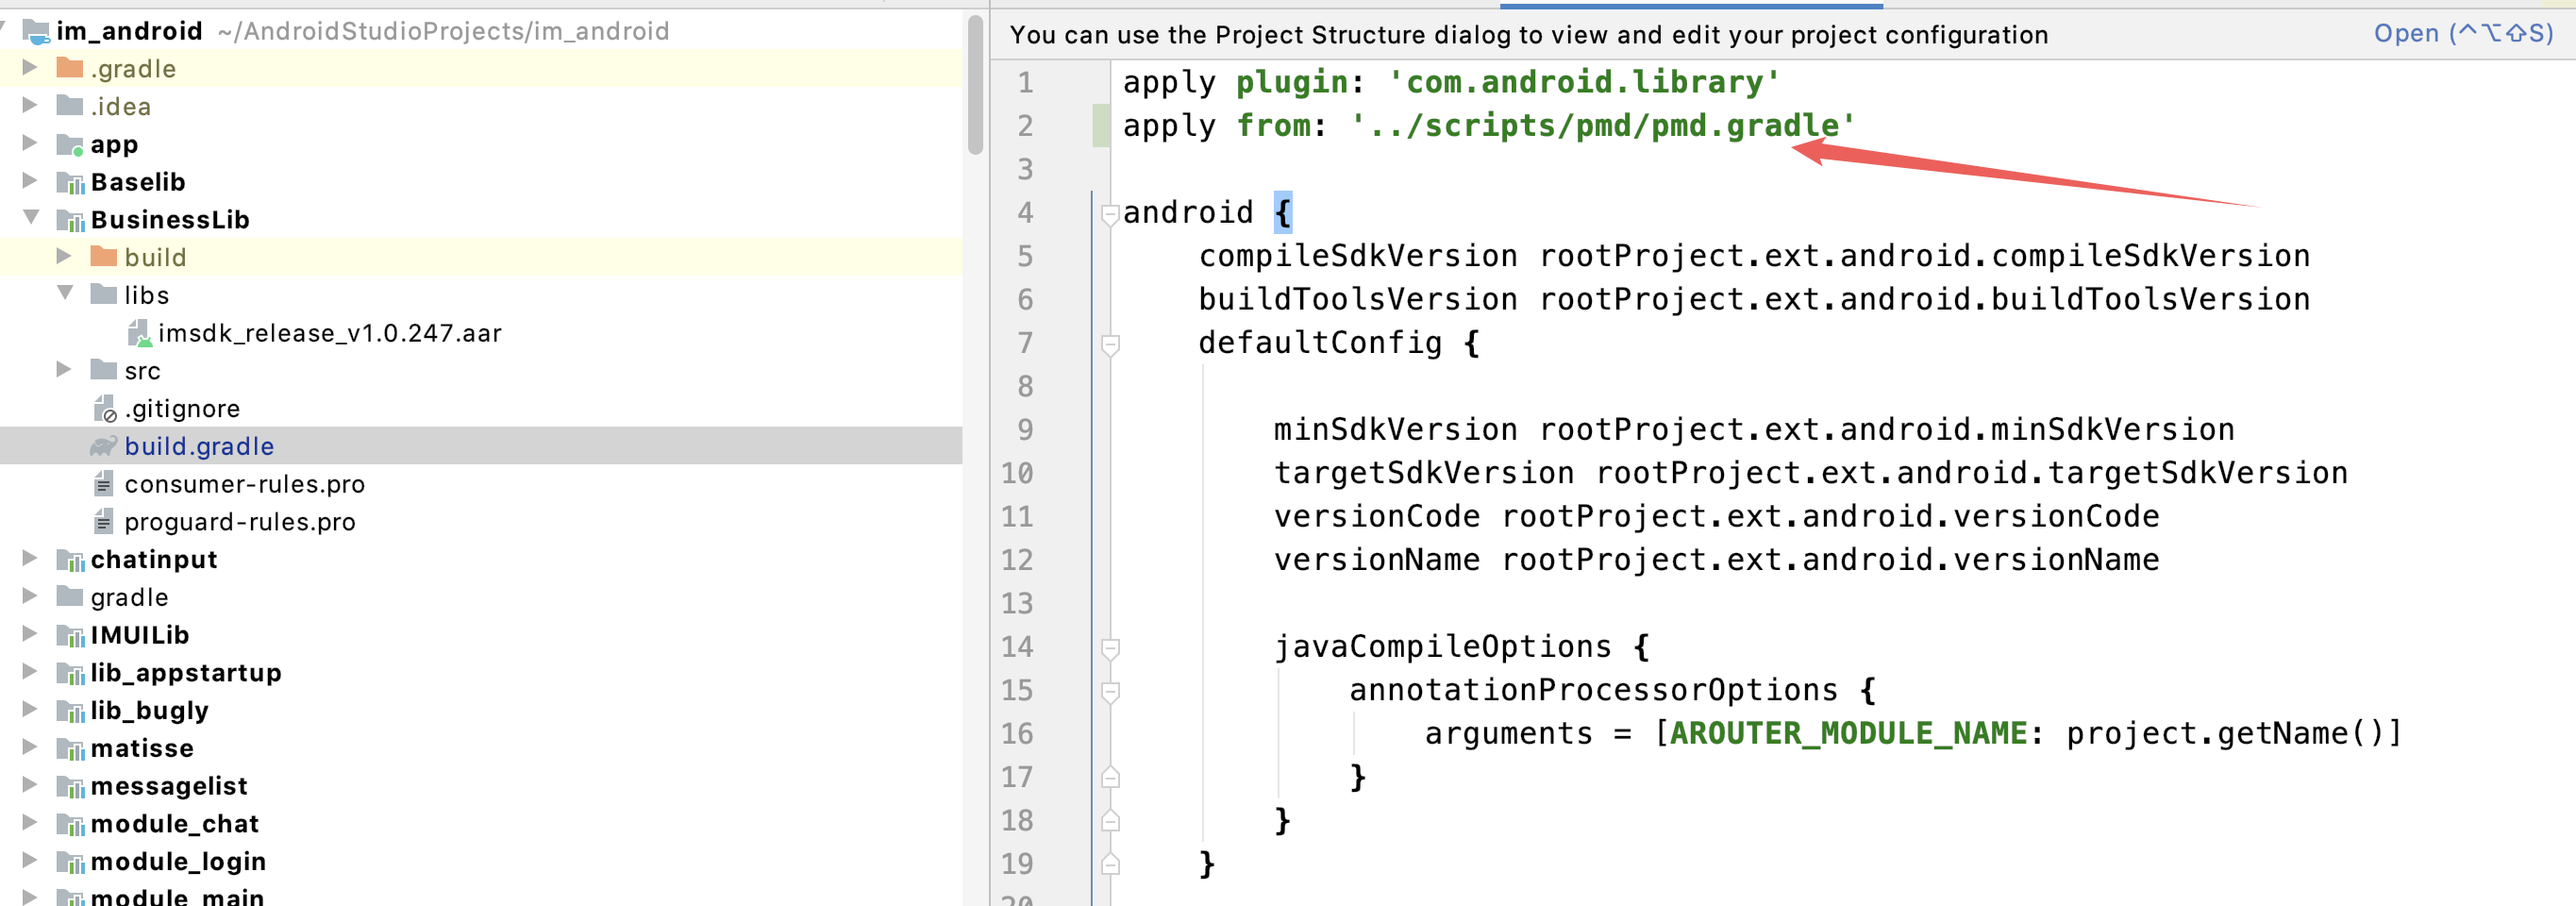 im_android ~/AndroidStudioProjects/im_android
.gradle
.idea
app
Baselib
BusinessLib
build
libs
imsdk_release_v1.0.247.aar
src
.gitignore
build.gradle
consumer-rules.pro
proguard-rules.pro
chatinput
gradle
IMUILib
lib_appstartup
lib_bugly
matisse
messagelist
module_chat
module_login
module_main
You can use the Project Structure dialog to view and edit your project configuration Open (⌃⌥⇧S)
1 apply plugin: 'com.android.library'
2 apply from: '../scripts/pmd/pmd.gradle'
3
4 android {
5 compileSdkVersion rootProject.ext.android.compileSdkVersion
6 buildToolsVersion rootProject.ext.android.buildToolsVersion
7 defaultConfig {
8
9 minSdkVersion rootProject.ext.android.minSdkVersion
10 targetSdkVersion rootProject.ext.android.targetSdkVersion
11 versionCode rootProject.ext.android.versionCode
12 versionName rootProject.ext.android.versionName
13
14 javaCompileOptions {
15 annotationProcessorOptions {
16 arguments = [AROUTER_MODULE_NAME: project.getName()]
17 }
18 }
19 }
20